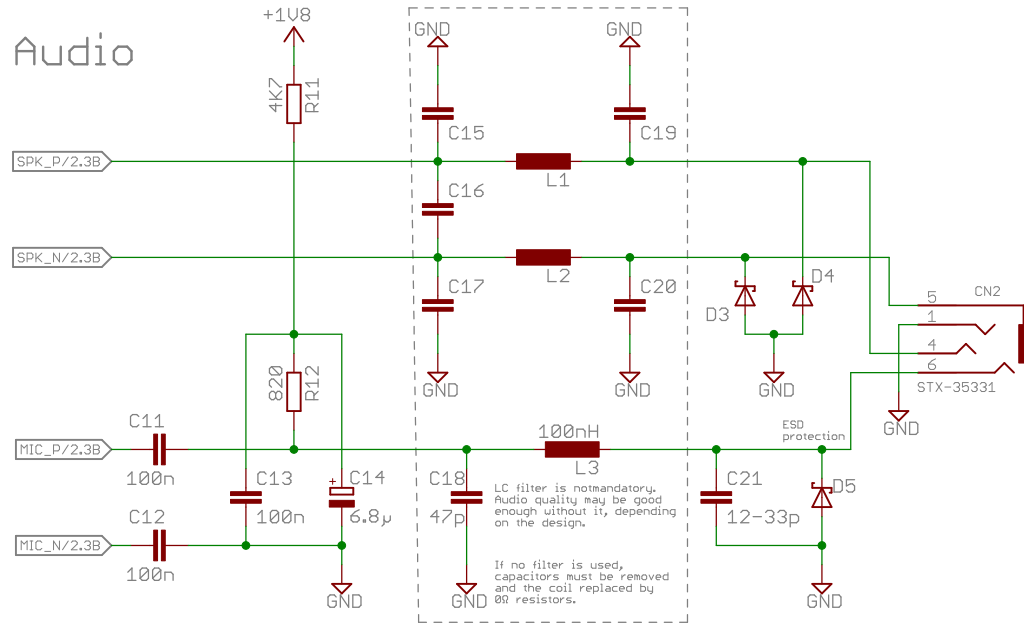 Audio
+1V8
GND
GND
4K7
R11
C15
C19
SPK_P/2.3B
L1
C16
SPK_N/2.3B
L2
C17
C20
D3
D4
CN2
5
1
4
6
STX-35331
GND
GND
GND
GND
820
R12
C11
MIC_P/2.3B
100n
100nH
L3
ESD
protection
C13
100n
C14
+
6.8µ
C18
47p
LC filter is notmandatory.
Audio quality may be good
enough without it, depending
on the design.
C21
12-33p
D5
C12
MIC_N/2.3B
100n
If no filter is used,
capacitors must be removed
and the coil replaced by
0Ω resistors.
GND
GND
GND